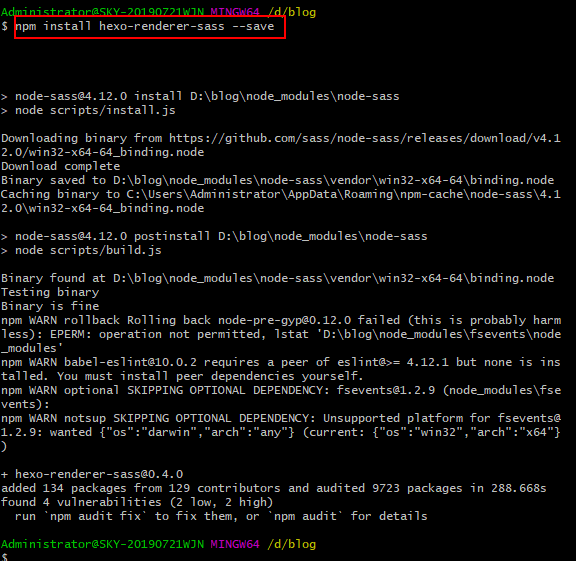 Administrator@SKY-20190721WJN MINGW64 /d/blog
$ npm install hexo-renderer-sass --save
> node-sass@4.12.0 install D:\blog\node_modules\node-sass
> node scripts/install.js
Downloading binary from https://github.com/sass/node-sass/releases/download/v4.1
2.0/win32-x64-64_binding.node
Download complete
Binary saved to D:\blog\node_modules\node-sass\vendor\win32-x64-64\binding.node
Caching binary to C:\Users\Administrator\AppData\Roaming\npm-cache\node-sass\4.1
2.0\win32-x64-64_binding.node
> node-sass@4.12.0 postinstall D:\blog\node_modules\node-sass
> node scripts/build.js
Binary found at D:\blog\node_modules\node-sass\vendor\win32-x64-64\binding.node
Testing binary
Binary is fine
npm WARN rollback Rolling back node-pre-gyp@0.12.0 failed (this is probably harm
less): EPERM: operation not permitted, lstat 'D:\blog\node_modules\fsevents\node
_modules'
npm WARN babel-eslint@10.0.2 requires a peer of eslint@>= 4.12.1 but none is ins
talled. You must install peer dependencies yourself.
npm WARN optional SKIPPING OPTIONAL DEPENDENCY: fsevents@1.2.9 (node_modules\fse
vents):
npm WARN notsup SKIPPING OPTIONAL DEPENDENCY: Unsupported platform for fsevents@
1.2.9: wanted {"os":"darwin","arch":"any"} (current: {"os":"win32","arch":"x64"}
)
+ hexo-renderer-sass@0.4.0
added 134 packages from 129 contributors and audited 9723 packages in 288.668s
found 4 vulnerabilities (2 low, 2 high)
run `npm audit fix` to fix them, or `npm audit` for details
Administrator@SKY-20190721WJN MINGW64 /d/blog
$